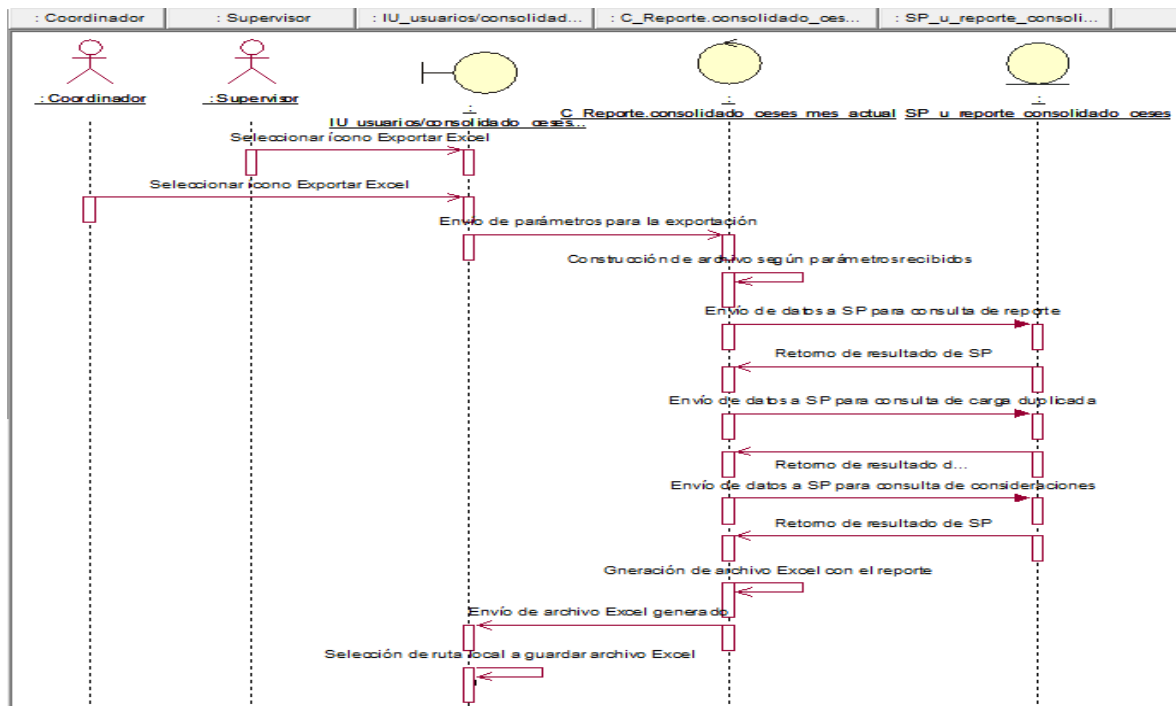 : Coordinador
: Supervisor
: IU_usuarios/consolidad...
: C_Reporte.consolidado_ces...
: SP_u_reporte_consoli...
: Coordinador
: Supervisor
:
IU_usuarios/consolidado_ceses...
:
C_Reporte.consolidado_ceses_mes_actual
:
SP_u_reporte_consolidado_ceses
Seleccionar ícono Exportar Excel
Seleccionar ícono Exportar Excel
Envío de parámetros para la exportación
Construcción de archivo según parámetros recibidos
Envío de datos a SP para consulta de reporte
Retorno de resultado de SP
Envío de datos a SP para consulta de carga duplicada
Retorno de resultado d...
Envío de datos a SP para consulta de consideraciones
Retorno de resultado de SP
Gneración de archivo Excel con el reporte
Envío de archivo Excel generado
Selección de ruta local a guardar archivo Excel